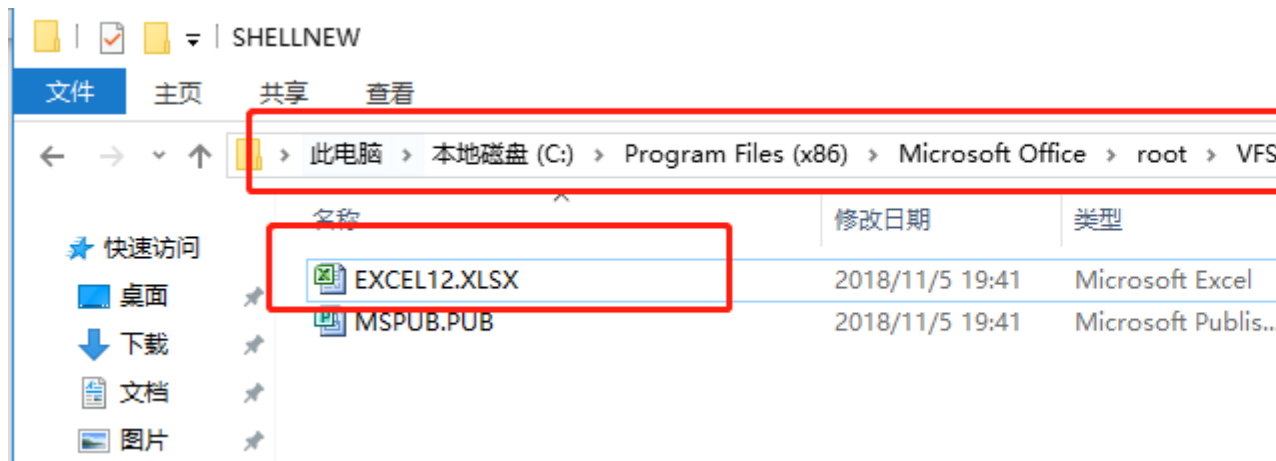 SHELLNEW
文件 主页 共享 查看
此电脑 本地磁盘 (C:) Program Files (x86) Microsoft Office root VFS
名称 修改日期 类型
快速访问
桌面
下载
文档
图片
EXCEL12.XLSX 2018/11/5 19:41 Microsoft Excel
MSPUB.PUB 2018/11/5 19:41 Microsoft Publis...